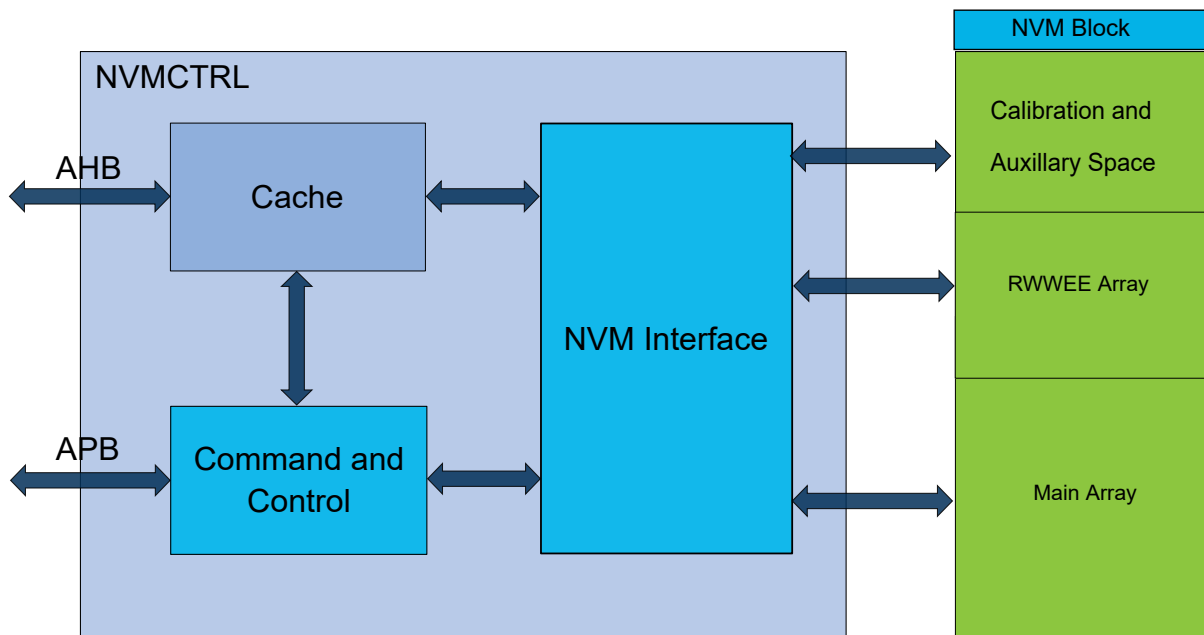 NVM Block
NVMCTRL
Calibration and
Auxillary Space
AHB
Cache
RWWEE Array
NVM Interface
APB
Command and
Control
Main Array